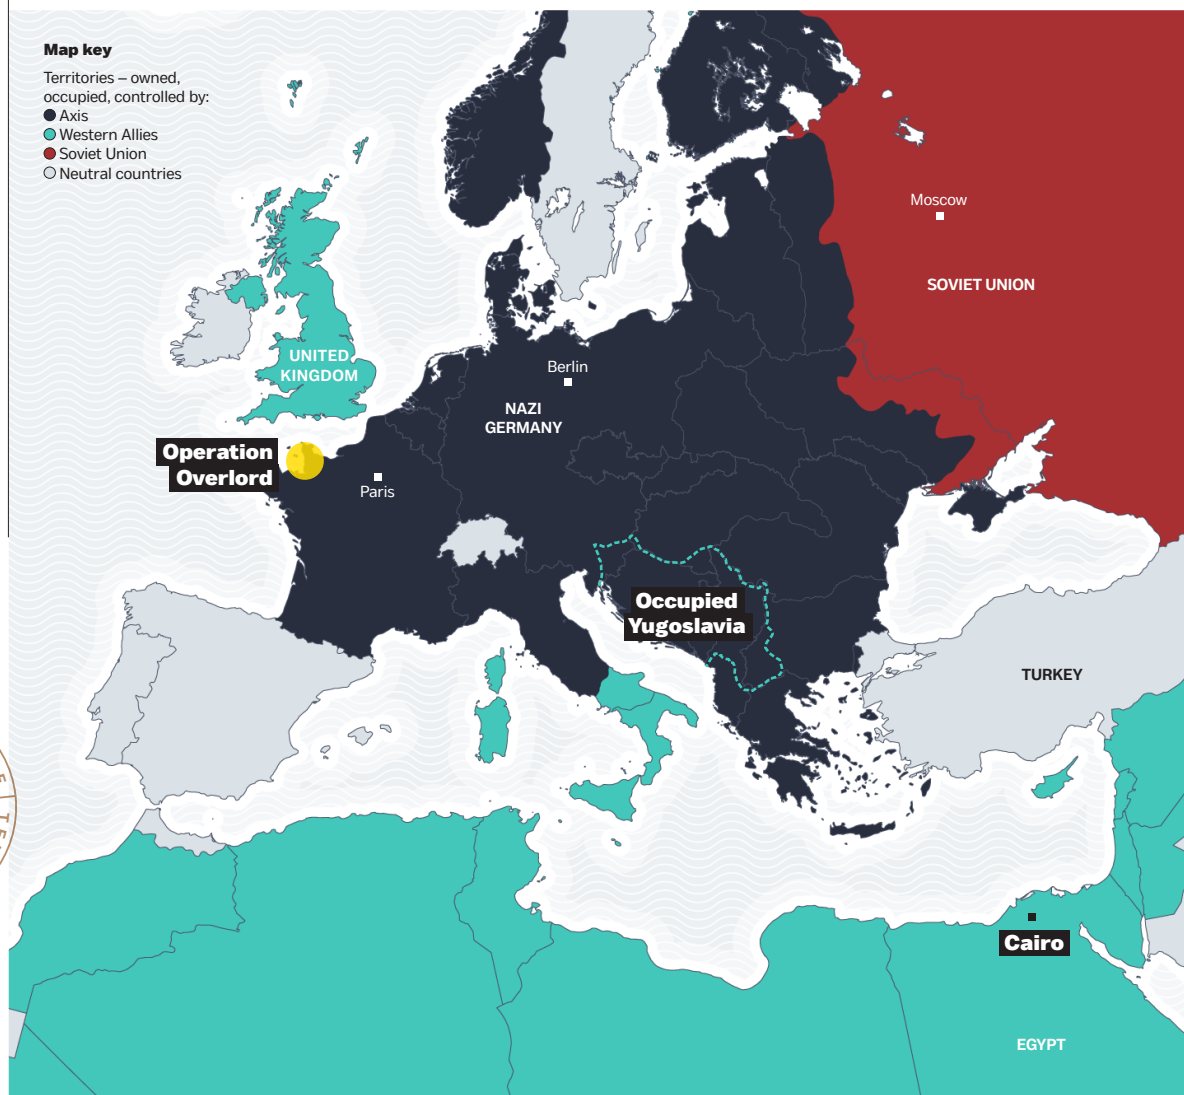 Map key
Territories – owned,
occupied, controlled by:
Axis
Western Allies
Soviet Union
Neutral countries
Moscow
SOVIET UNION
UNITED
KINGDOM
Berlin
NAZI
GERMANY
Operation
Overlord
Paris
Occupied
Yugoslavia
TURKEY
Cairo
EGYPT